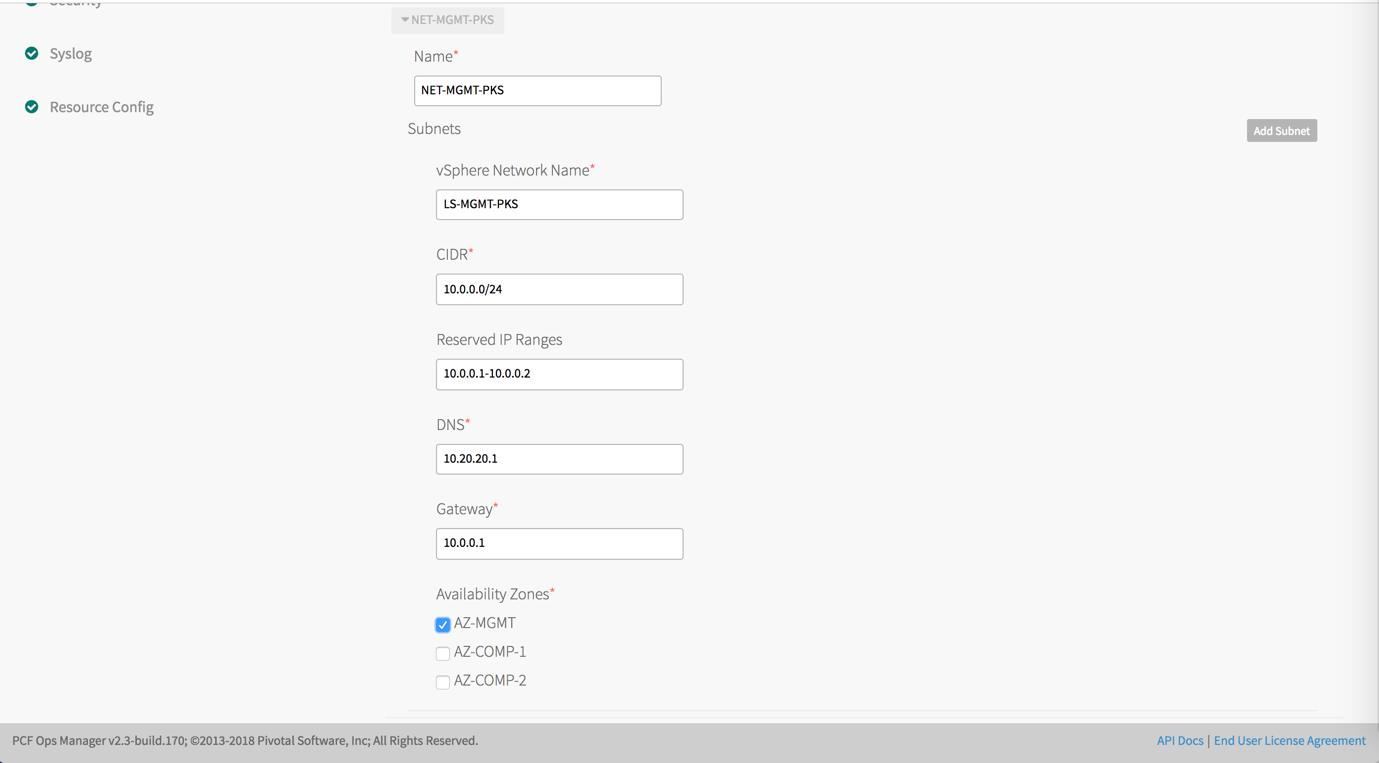 Security
NET-MGMT-PKS
Syslog
Name*
NET-MGMT-PKS
Resource Config
Subnets
Add Subnet
vSphere Network Name*
LS-MGMT-PKS
CIDR*
10.0.0.0/24
Reserved IP Ranges
10.0.0.1-10.0.0.2
DNS*
10.20.20.1
Gateway*
10.0.0.1
Availability Zones*
AZ-MGMT
AZ-COMP-1
AZ-COMP-2
PCF Ops Manager v2.3-build.170; ©2013-2018 Pivotal Software, Inc; All Rights Reserved.
API Docs | End User License Agreement